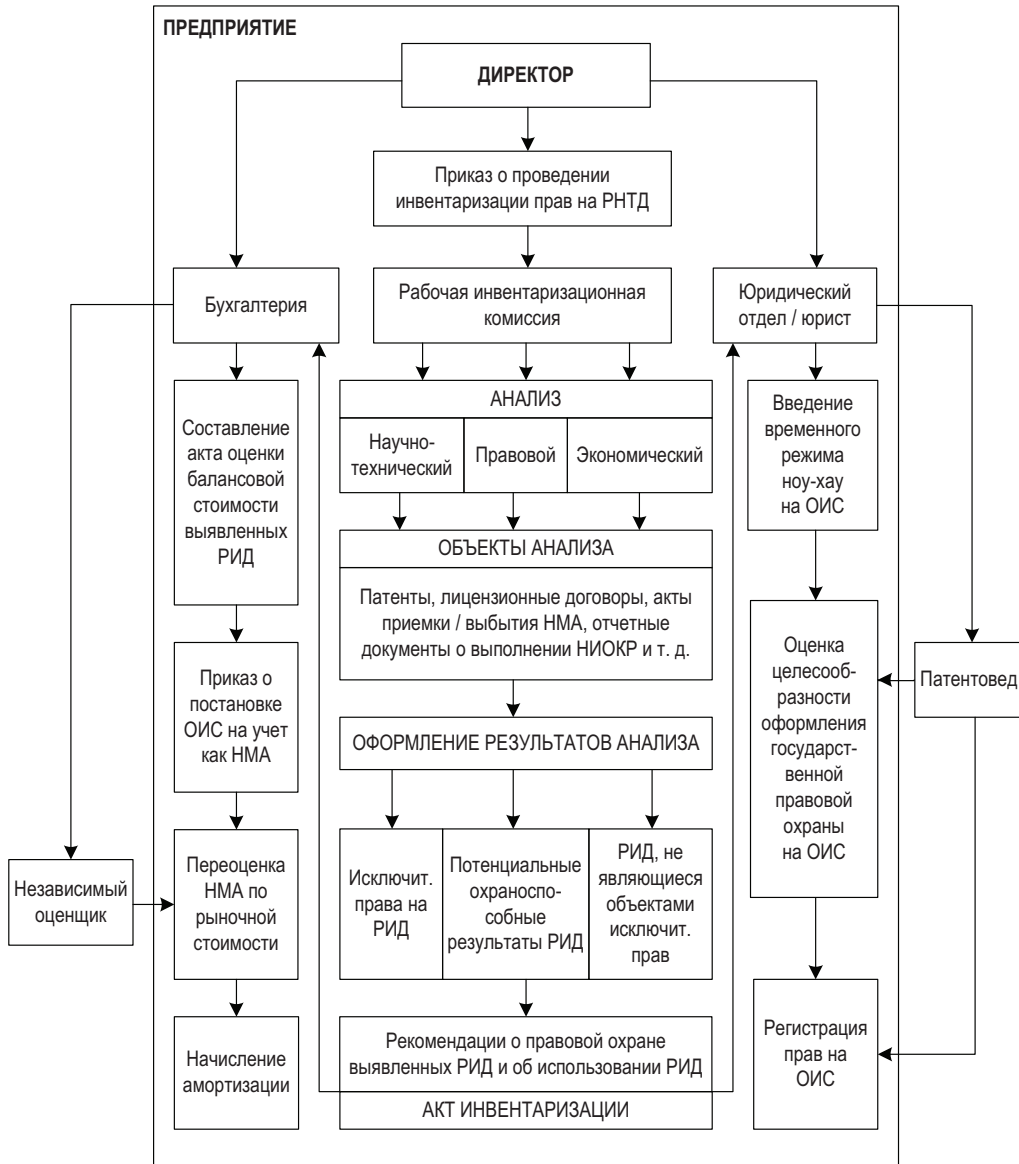 ПРЕДПРИЯТИЕ
ДИРЕКТОР
Приказ о проведении
инвентаризации прав на РНТД
Бухгалтерия
Рабочая инвентаризационная
комиссия
Юридический
отдел / юрист
Составление
акта оценки
балансовой
стоимости
выявленных
РИД
АНАЛИЗ
Научно-
технический
Правовой
Экономический
Введение
временного
режима
ноу-хау
на ОИС
ОБЪЕКТЫ АНАЛИЗА
Патенты, лицензионные договоры, акты
приемки / выбытия НМА, отчетные
документы о выполнении НИОКР и т. д.
Приказ о
постановке
ОИС на учет
как НМА
Оценка
целесооб-
разности
оформления
государст-
венной
правовой
охраны
на ОИС
Патентовед
ОФОРМЛЕНИЕ РЕЗУЛЬТАТОВ АНАЛИЗА
Независимый
оценщик
Переоценка
НМА по
рыночной
стоимости
Исключит.
права на
РИД
Потенциальные
охраноспо-
собные
результаты РИД
РИД, не
являющиеся
объектами
исключит.
прав
Начисление
амортизации
Рекомендации о правовой охране
выявленных РИД и об использовании РИД
АКТ ИНВЕНТАРИЗАЦИИ
Регистрация
прав на
ОИС